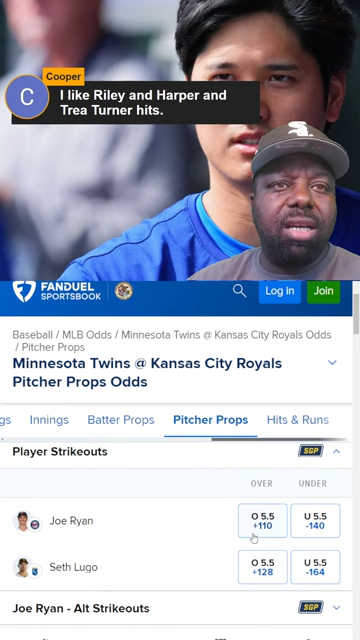 Cooper
C
I like Riley and Harper and
Trea Turner hits.
FANDUEL
SPORTSBOOK
Log In
Join
Baseball / MLB Odds / Minnesota Twins @ Kansas City Royals Odds
/ Pitcher Props
Minnesota Twins @ Kansas City Royals
Pitcher Props Odds
gs
Innings
Batter Props
Pitcher Props
Hits & Runs
Player Strikeouts
SGP
OVER
UNDER
Joe Ryan
O 5.5
+110
U 5.5
-140
Seth Lugo
O 5.5
+128
U 5.5
-164
Joe Ryan - Alt Strikeouts
SGP